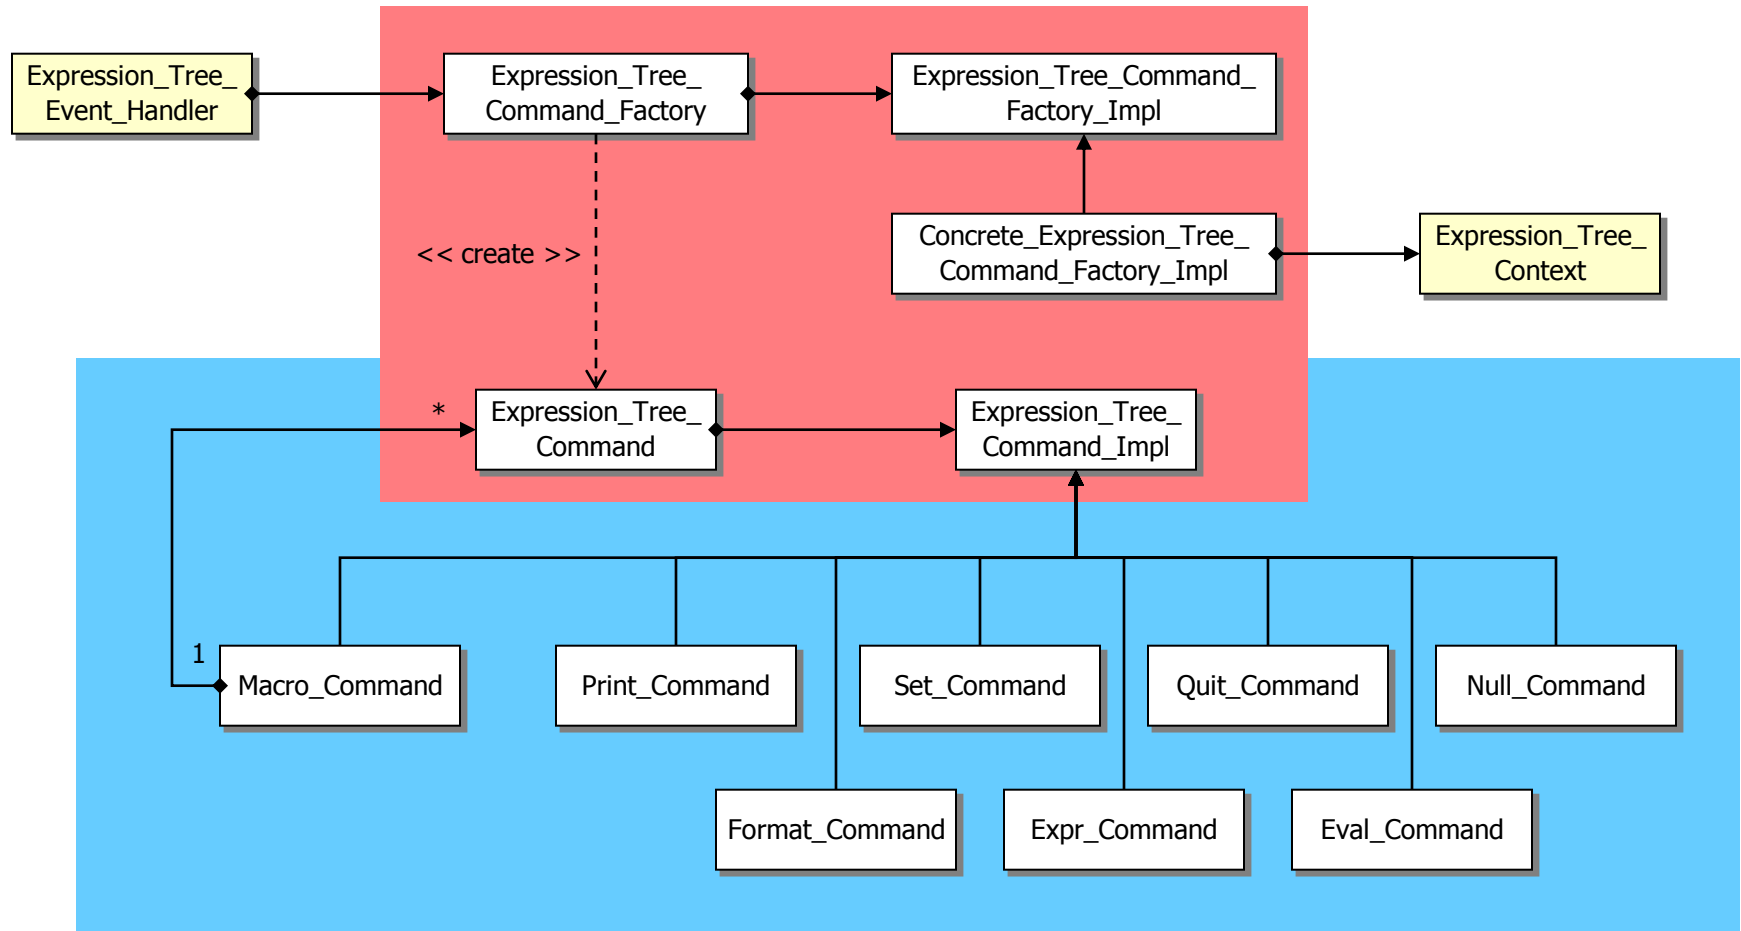 Expression_Tree_
Event_Handler
Expression_Tree_
Command_Factory
Expression_Tree_Command_
Factory_Impl
<< create >>
Concrete_Expression_Tree_
Command_Factory_Impl
Expression_Tree_
Context
*
Expression_Tree_
Command
Expression_Tree_
Command_Impl
1
Macro_Command
Print_Command
Set_Command
Quit_Command
Null_Command
Format_Command
Expr_Command
Eval_Command